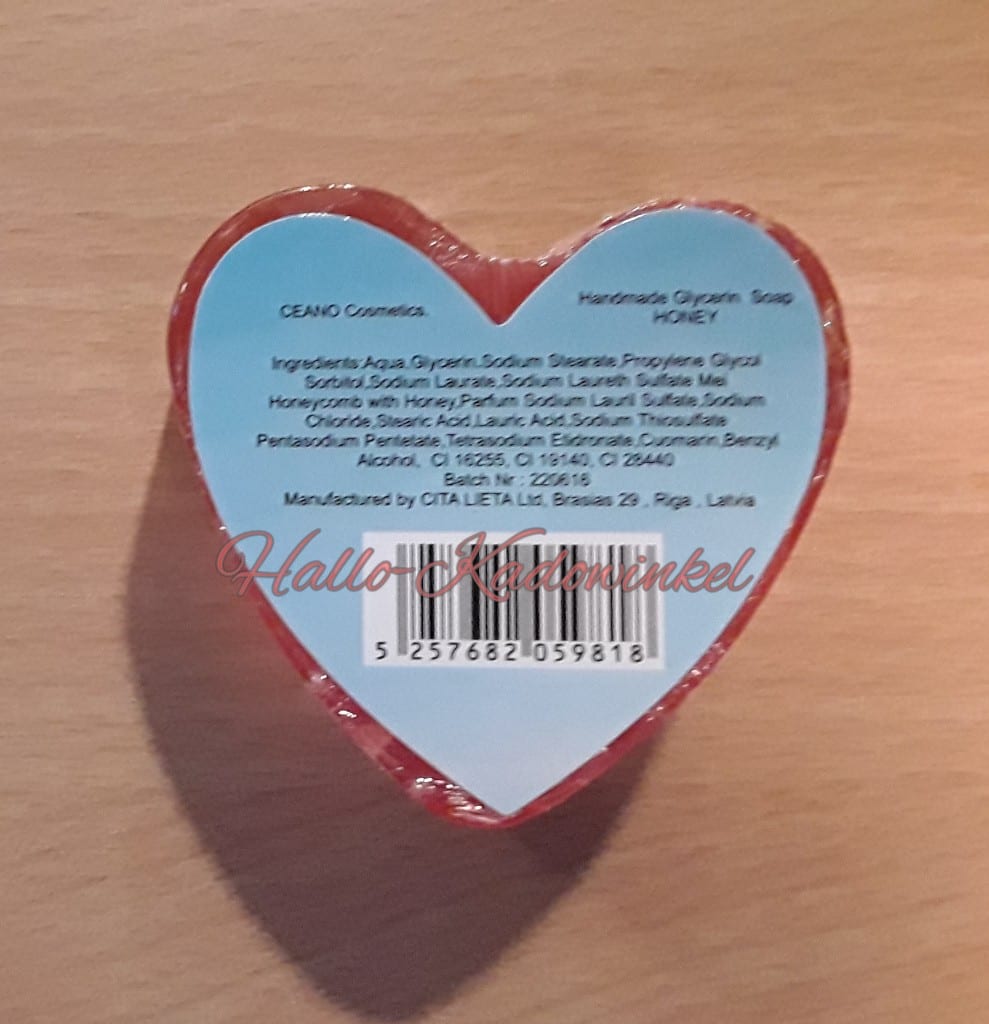 CEANO Cosmetics.
Handmade Glycerin Soap
HONEY
Ingredients:Aqua,Glycerin,Sodium Stearate,Propylene Glycol
Sorbitol,Sodium Laurate,Sodium Laureth Sulfate Mel
Honeycomb with Honey,Parfum Sodium Lauril Sulfate,Sodium
Chloride,Stearic Acid,Lauric Acid,Sodium Thiosulfate
Pentasodium Pentetate,Tetrasodium Etidronate,Cuomarin,Benzyl
Alcohol, CI 16255, CI 19140, CI 28440
Batch Nr : 220618
Manufactured by CITA LIETA Ltd, Brasias 29 , Riga , Latvia
Hallo-Kadowinkel
5 257682 059818